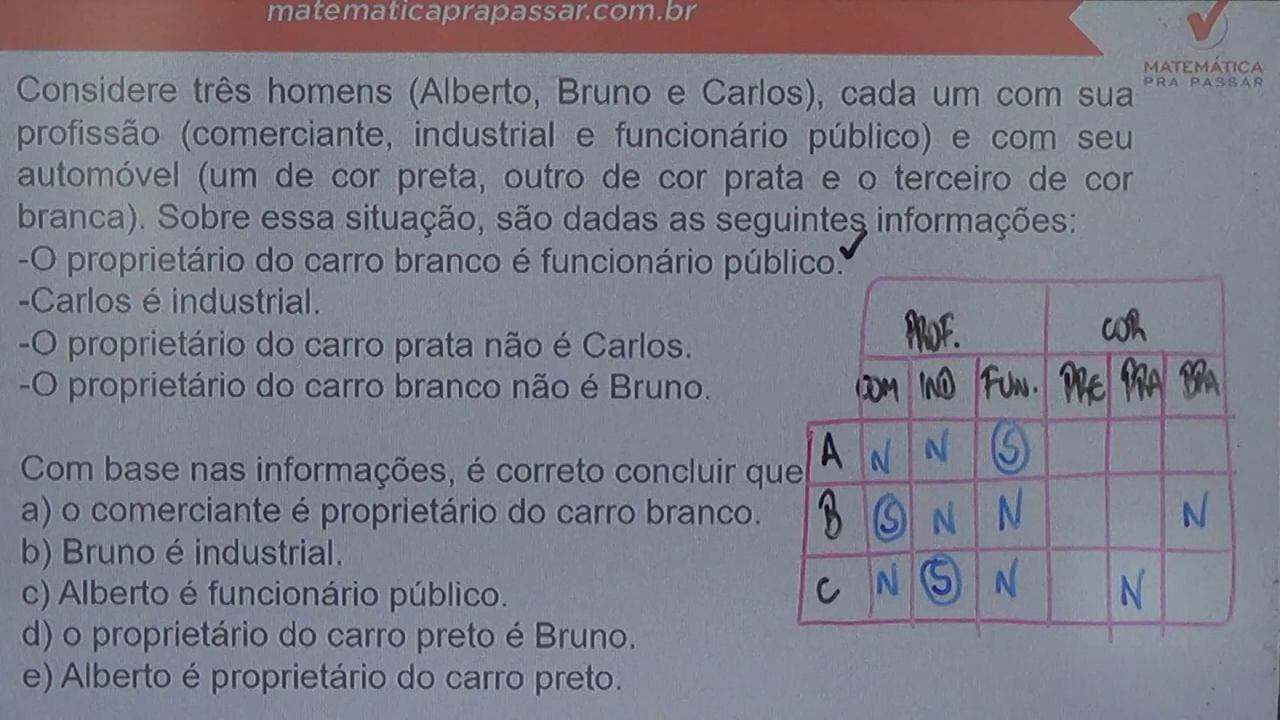 matematicaprapassar.com.br
MATEMÁTICA
PRA PASSAR
Considere três homens (Alberto, Bruno e Carlos), cada um com sua
profissão (comerciante, industrial e funcionário público) e com seu
automóvel (um de cor preta, outro de cor prata e o terceiro de cor
branca). Sobre essa situação, são dadas as seguintes informações:
-O proprietário do carro branco é funcionário público.
-Carlos é industrial.
-O proprietário do carro prata não é Carlos.
-O proprietário do carro branco não é Bruno.
Com base nas informações, é correto concluir que
a) o comerciante é proprietário do carro branco.
b) Bruno é industrial.
c) Alberto é funcionário público.
d) o proprietário do carro preto é Bruno.
e) Alberto é proprietário do carro preto.
PROF. COR
COM IND FUN. PRE PRA BRA
A N N S
B S N N N
C N S N N